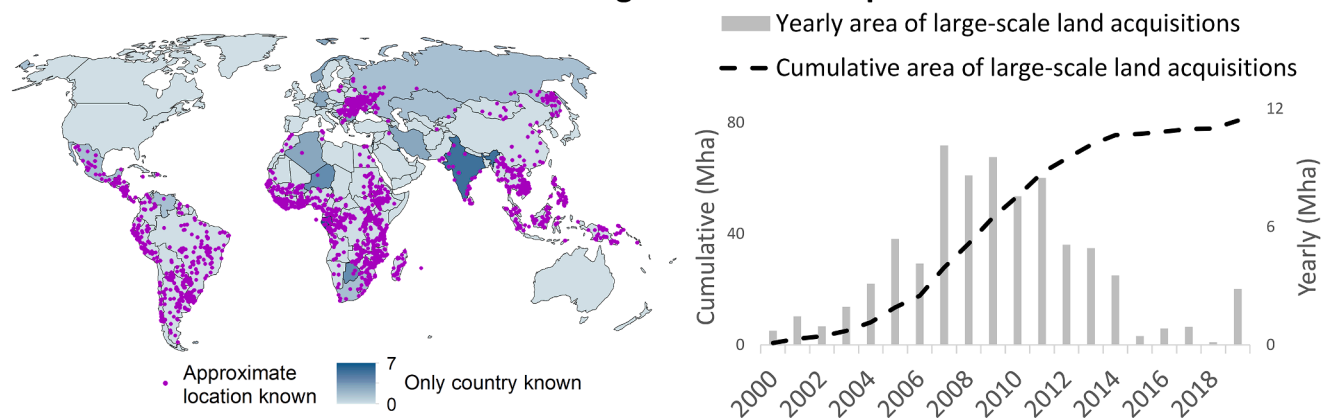 Approximate
location known
7
0
Only country known
Yearly area of large-scale land acquisitions
Cumulative area of large-scale land acquisitions
Cumulative (Mha)
80
40
0
12
6
0
Yearly (Mha)
2000
2002
2004
2006
2008
2010
2012
2014
2016
2018